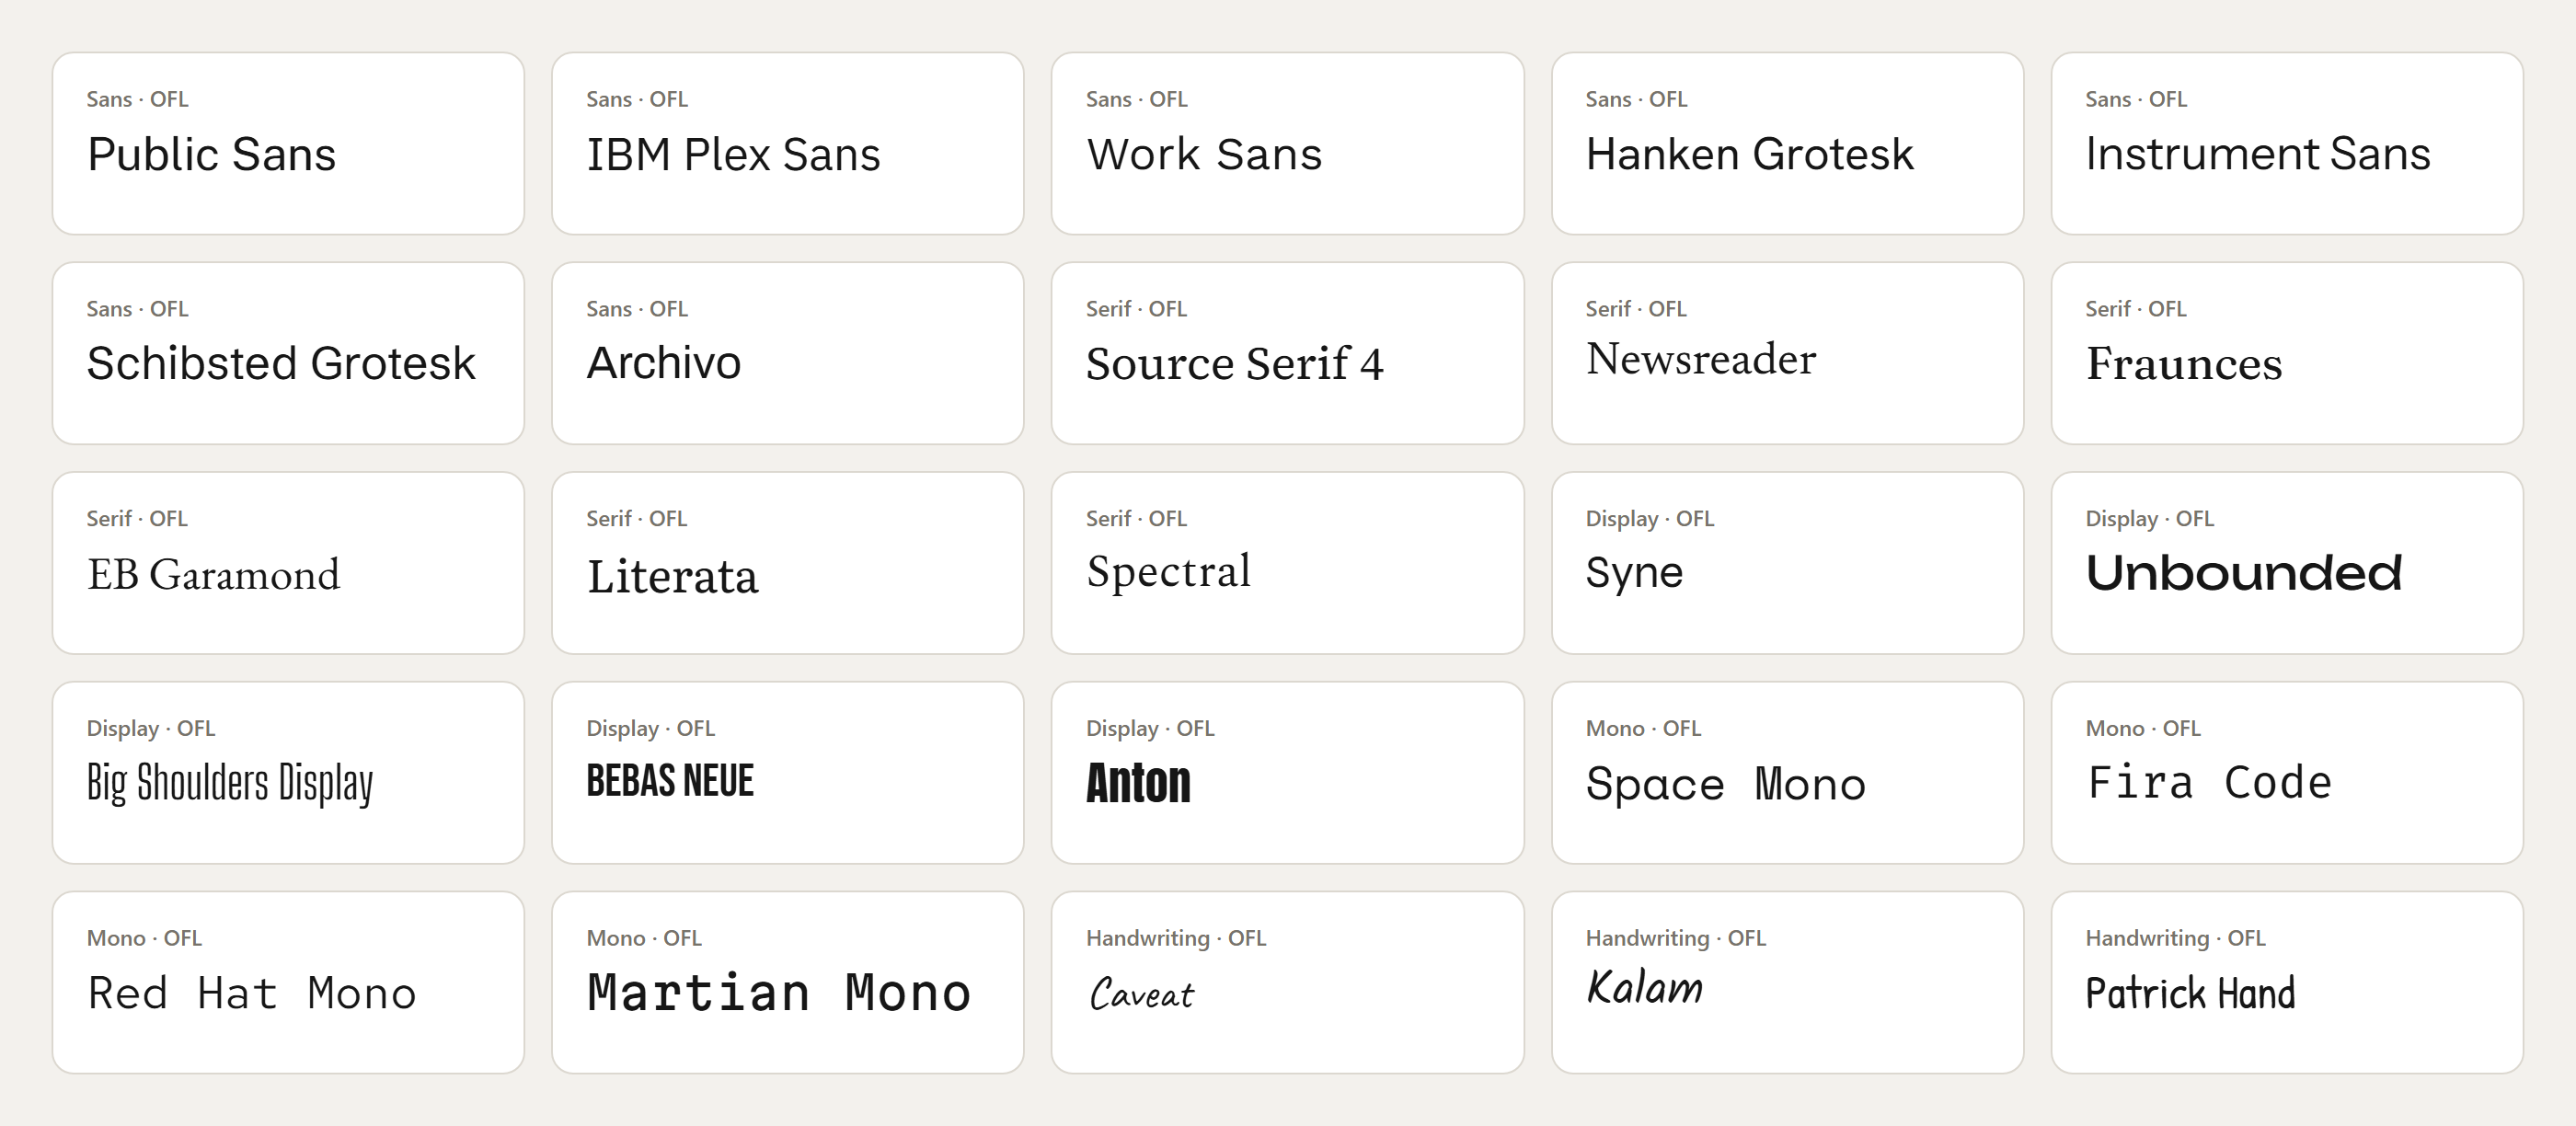 Sans · OFL
Public Sans
Sans · OFL
IBM Plex Sans
Sans · OFL
Work Sans
Sans · OFL
Hanken Grotesk
Sans · OFL
Instrument Sans
Sans · OFL
Schibsted Grotesk
Sans · OFL
Archivo
Serif · OFL
Source Serif 4
Serif · OFL
Newsreader
Serif · OFL
Fraunces
Serif · OFL
EB Garamond
Serif · OFL
Literata
Serif · OFL
Spectral
Display · OFL
Syne
Display · OFL
Unbounded
Display · OFL
Big Shoulders Display
Display · OFL
BEBAS NEUE
Display · OFL
Anton
Mono · OFL
Space Mono
Mono · OFL
Fira Code
Mono · OFL
Red Hat Mono
Mono · OFL
Martian Mono
Handwriting · OFL
Caveat
Handwriting · OFL
Kalam
Handwriting · OFL
Patrick Hand